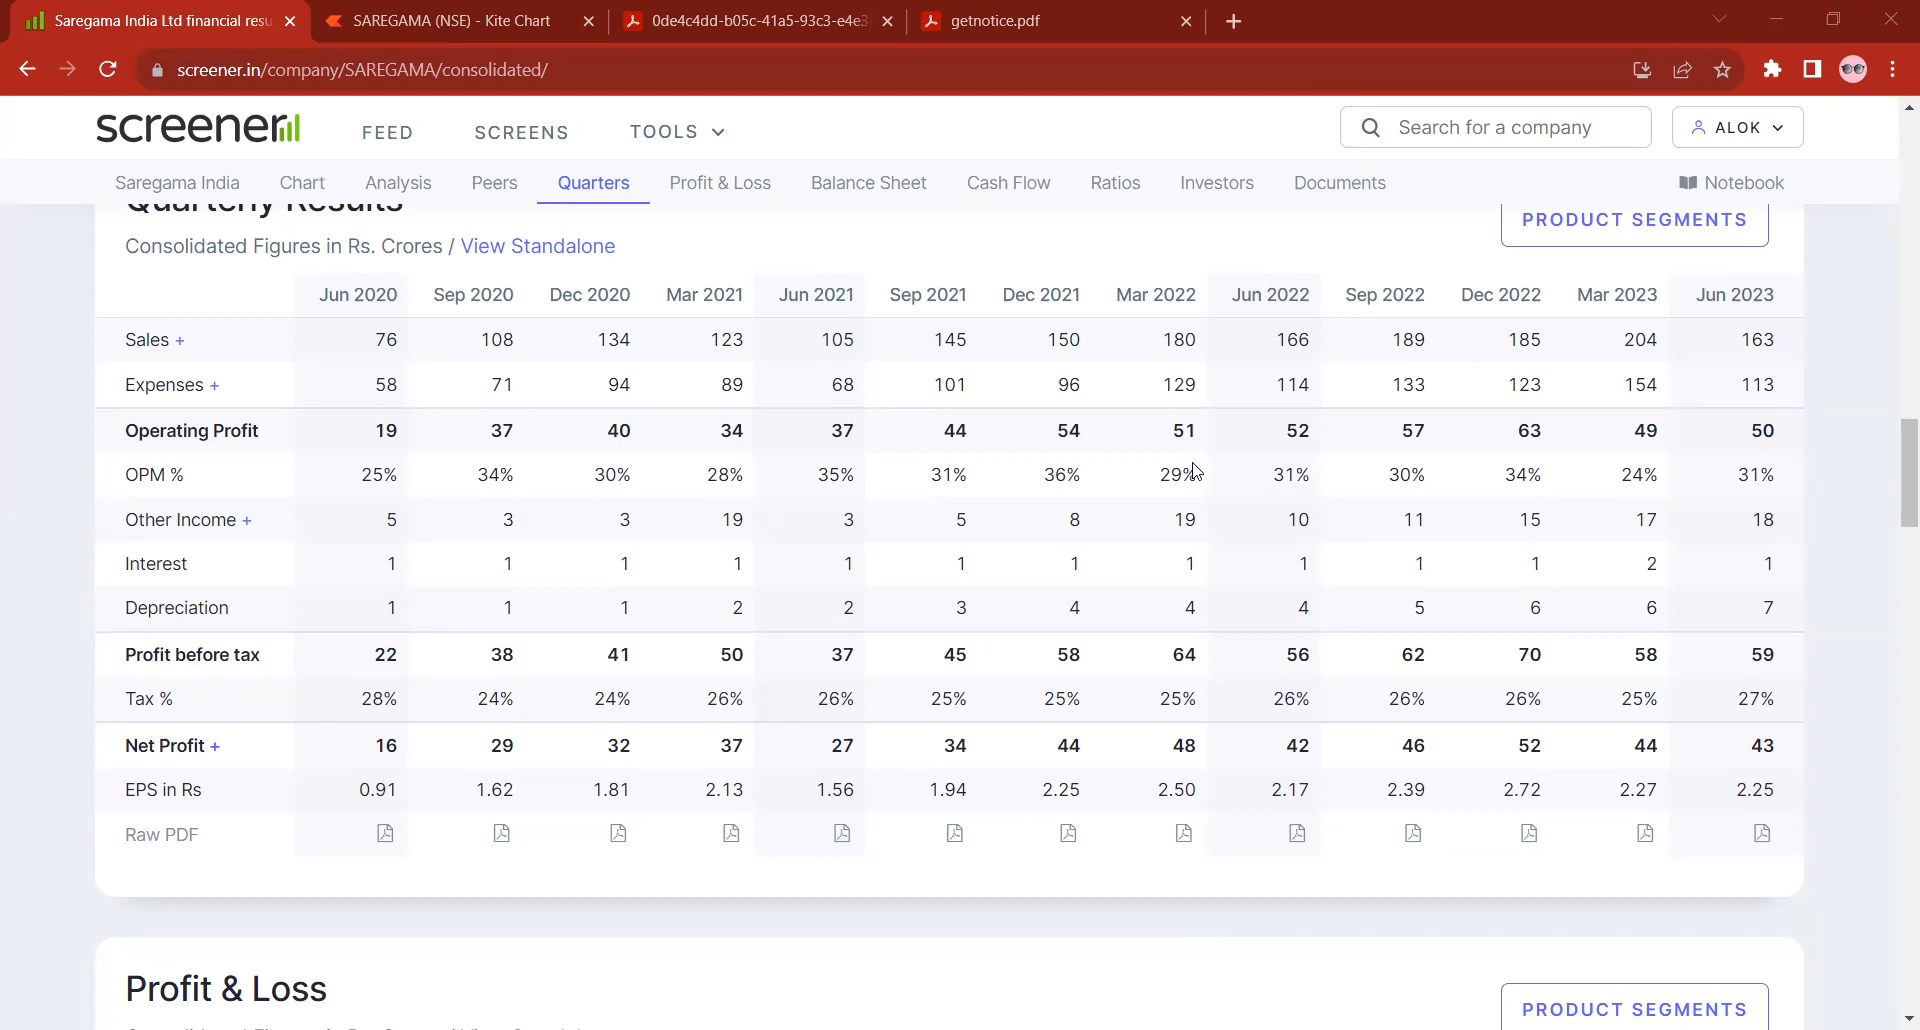 Saregama India Ltd financial resu
SAREGAMA (NSE) - Kite Chart
0de4c4dd-b05c-41a5-93c3-e4e3
getnotice.pdf
screener.in/company/SAREGAMA/consolidated/
screener
FEED
SCREENS
TOOLS
Search for a company
ALOK
Saregama India Chart Analysis Peers Quarters Profit & Loss Balance Sheet Cash Flow Ratios Investors Documents Notebook
Quarterly Results
PRODUCT SEGMENTS
Consolidated Figures in Rs. Crores / View Standalone
Jun 2020 Sep 2020 Dec 2020 Mar 2021 Jun 2021 Sep 2021 Dec 2021 Mar 2022 Jun 2022 Sep 2022 Dec 2022 Mar 2023 Jun 2023
Sales + 76 108 134 123 105 145 150 180 166 189 185 204 163
Expenses + 58 71 94 89 68 101 96 129 114 133 123 154 113
Operating Profit 19 37 40 34 37 44 54 51 52 57 63 49 50
OPM % 25% 34% 30% 28% 35% 31% 36% 29% 31% 30% 34% 24% 31%
Other Income + 5 3 3 19 3 5 8 19 10 11 15 17 18
Interest 1 1 1 1 1 1 1 1 1 1 1 2 1
Depreciation 1 1 1 2 2 3 4 4 4 5 6 6 7
Profit before tax 22 38 41 50 37 45 58 64 56 62 70 58 59
Tax % 28% 24% 24% 26% 26% 25% 25% 25% 26% 26% 26% 25% 27%
Net Profit + 16 29 32 37 27 34 44 48 42 46 52 44 43
EPS in Rs 0.91 1.62 1.81 2.13 1.56 1.94 2.25 2.50 2.17 2.39 2.72 2.27 2.25
Raw PDF
Profit & Loss
PRODUCT SEGMENTS